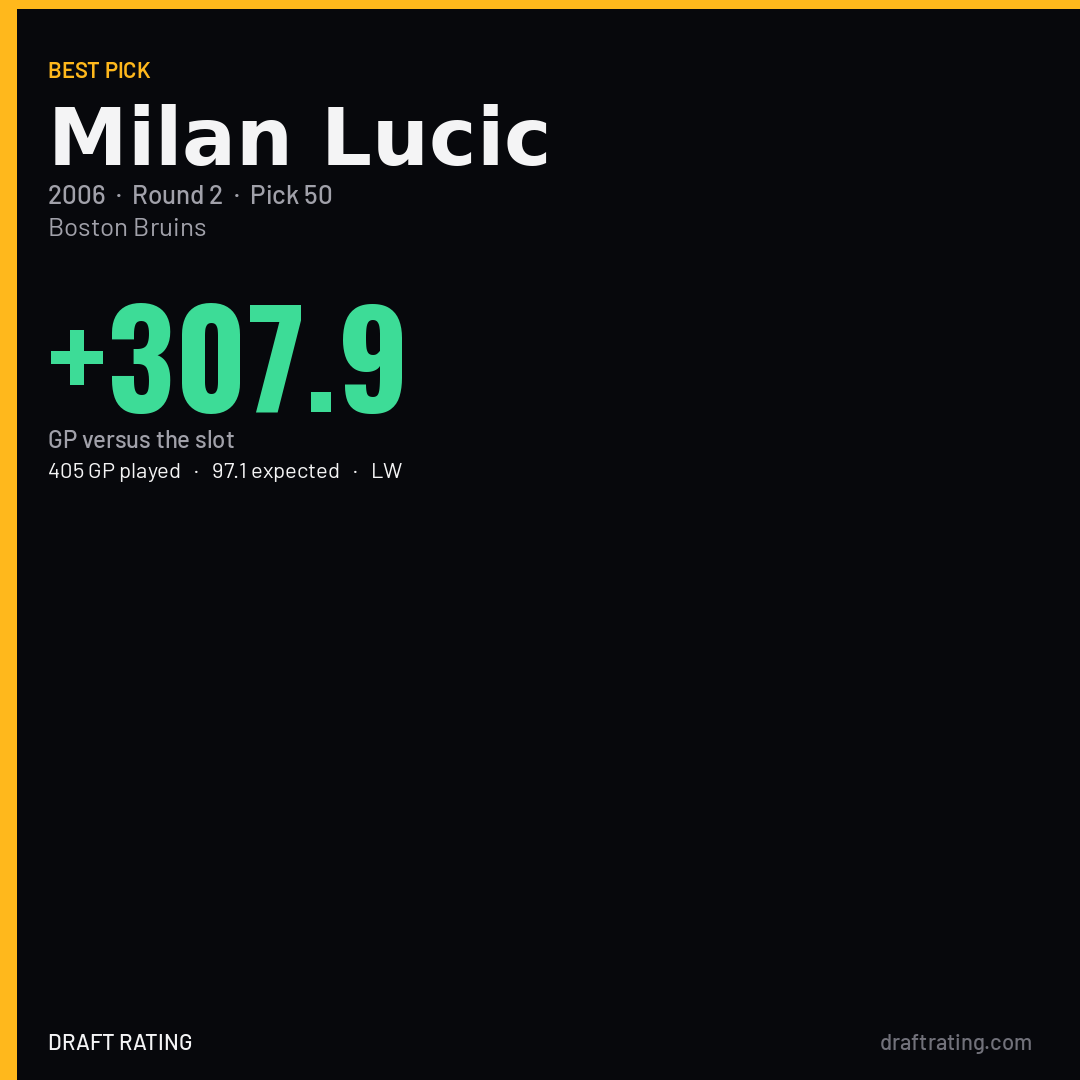 BEST PICK
Milan Lucic
2006 · Round 2 · Pick 50
Boston Bruins
+307.9
GP versus the slot
405 GP played · 97.1 expected · LW
DRAFT RATING
draftrating.com